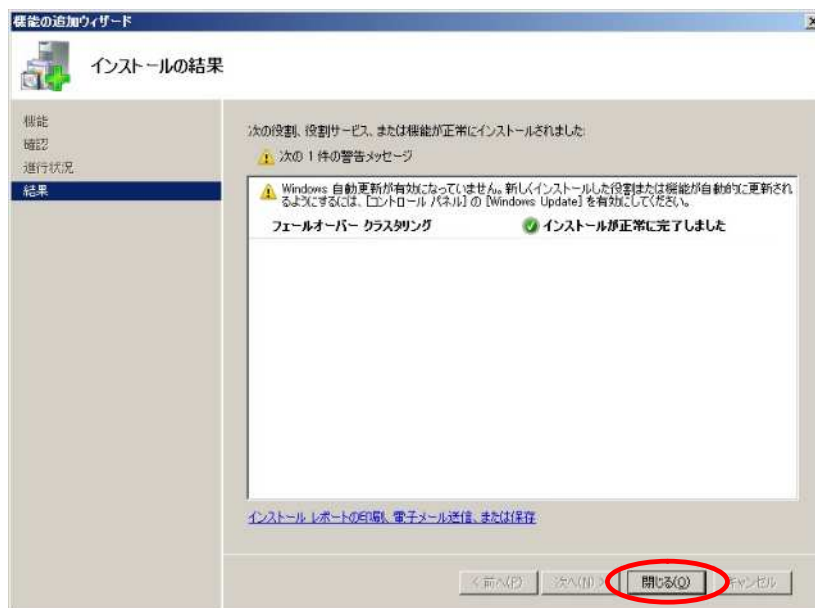 機能の追加ウィザード
インストールの結果
機能
確認
進行状況
結果
次の役割、役割サービス、または機能が正常にインストールされました:
次の 1 件の警告メッセージ
Windows 自動更新が有効になっていません。新しくインストールした役割または機能が自動的に更新され
るようにするには、[コントロール パネル] の [Windows Update] を有効にしてください。
フェールオーバー クラスタリング
インストールが正常に完了しました
インストール レポートの印刷、電子メール送信、または保存
< 前へ(P)
次へ(N) >
閉じる(O)
キャンセル